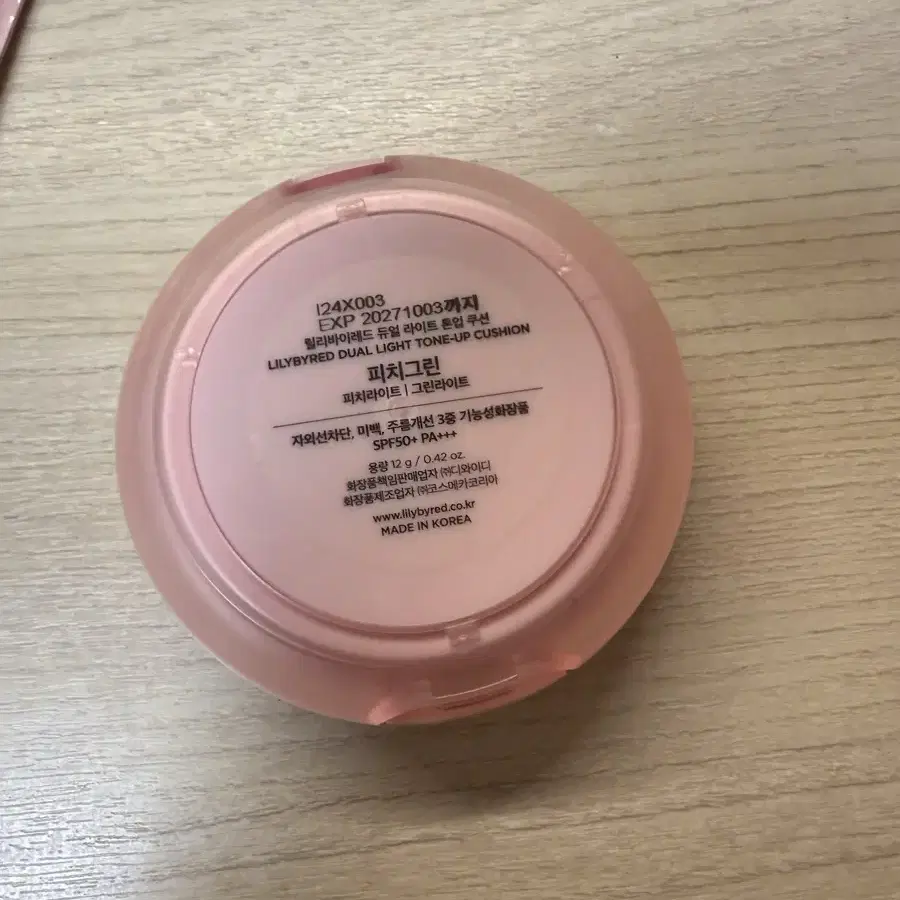 I24X003
EXP 20271003까지
릴리바이레드 듀얼 라이트 톤업 쿠션
LILYBYRED DUAL LIGHT TONE-UP CUSHION
피치그린
피치라이트 | 그린라이트
자외선차단, 미백, 주름개선 3중 기능성화장품
SPF50+ PA+++
용량 12 g / 0.42 oz.
화장품책임판매업자 ㈜디와이디
화장품제조업자 ㈜코스메카코리아
www.lilybyred.co.kr
MADE IN KOREA